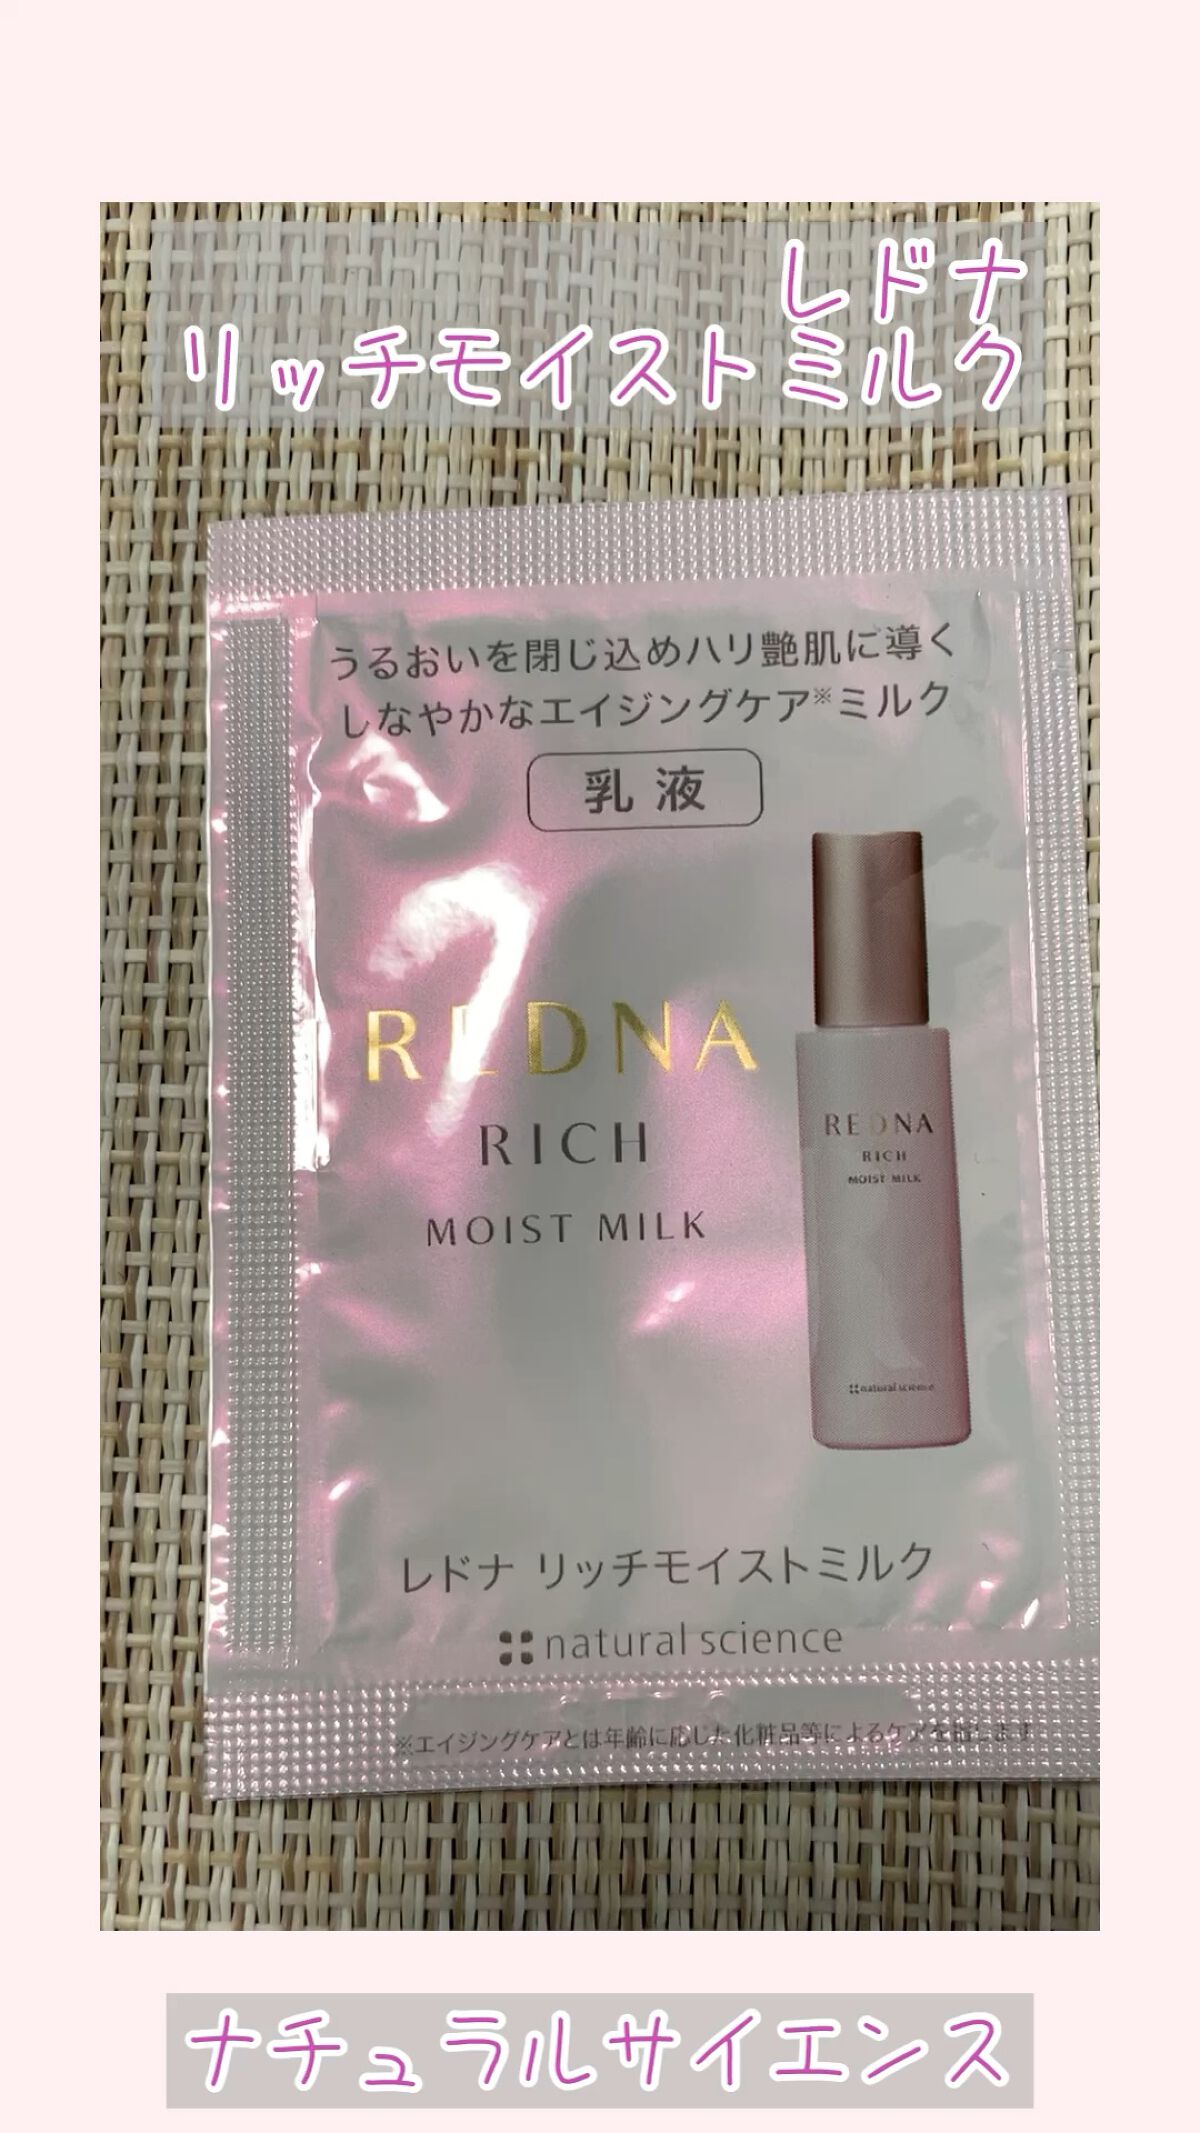 レドナ
リッチモイストミルク
うるおいを閉じ込めハリ艶肌に導く
しなやかなエイジングケア※ミルク
乳液
REDNA
RICH
MOIST MILK
REDNA
RICH
MOIST MILK
natural science
レドナ リッチモイストミルク
natural science
※エイジングケアとは年齢に応じた化粧品等によるケアを指します
ナチュラルサイエンス